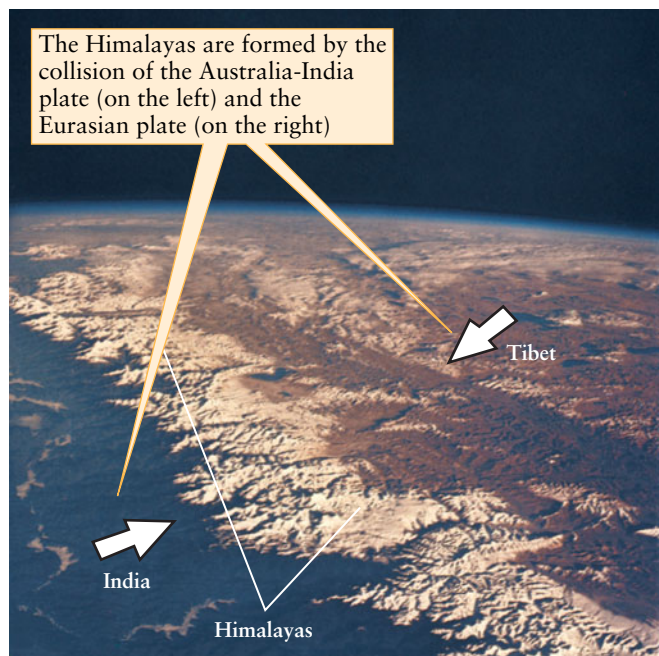 The Himalayas are formed by the
collision of the Australia-India
plate (on the left) and the
Eurasian plate (on the right)
Tibet
India
Himalayas